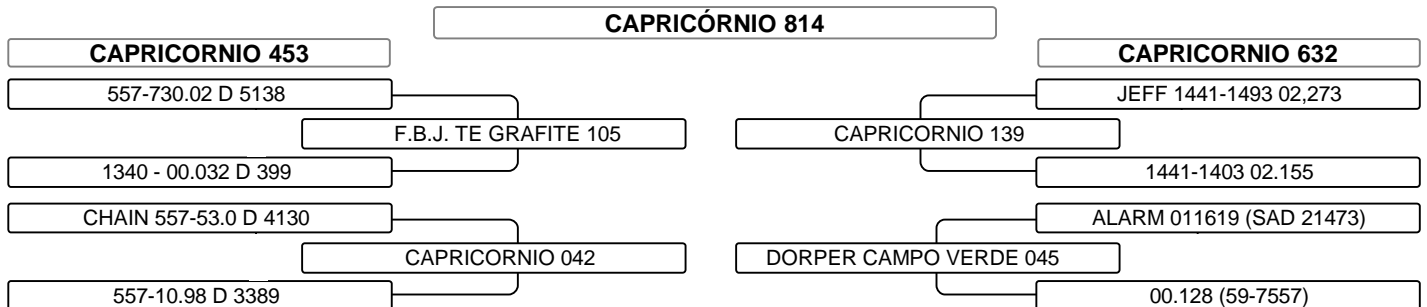 CAPRICÓRNIO 814
CAPRICORNIO 453
CAPRICORNIO 632
557-730.02 D 5138
JEFF 1441-1493 02,273
F.B.J. TE GRAFITE 105
CAPRICORNIO 139
1340 - 00.032 D 399
1441-1403 02.155
CHAIN 557-53.0 D 4130
ALARM 011619 (SAD 21473)
CAPRICORNIO 042
DORPER CAMPO VERDE 045
557-10.98 D 3389
00.128 (59-7557)